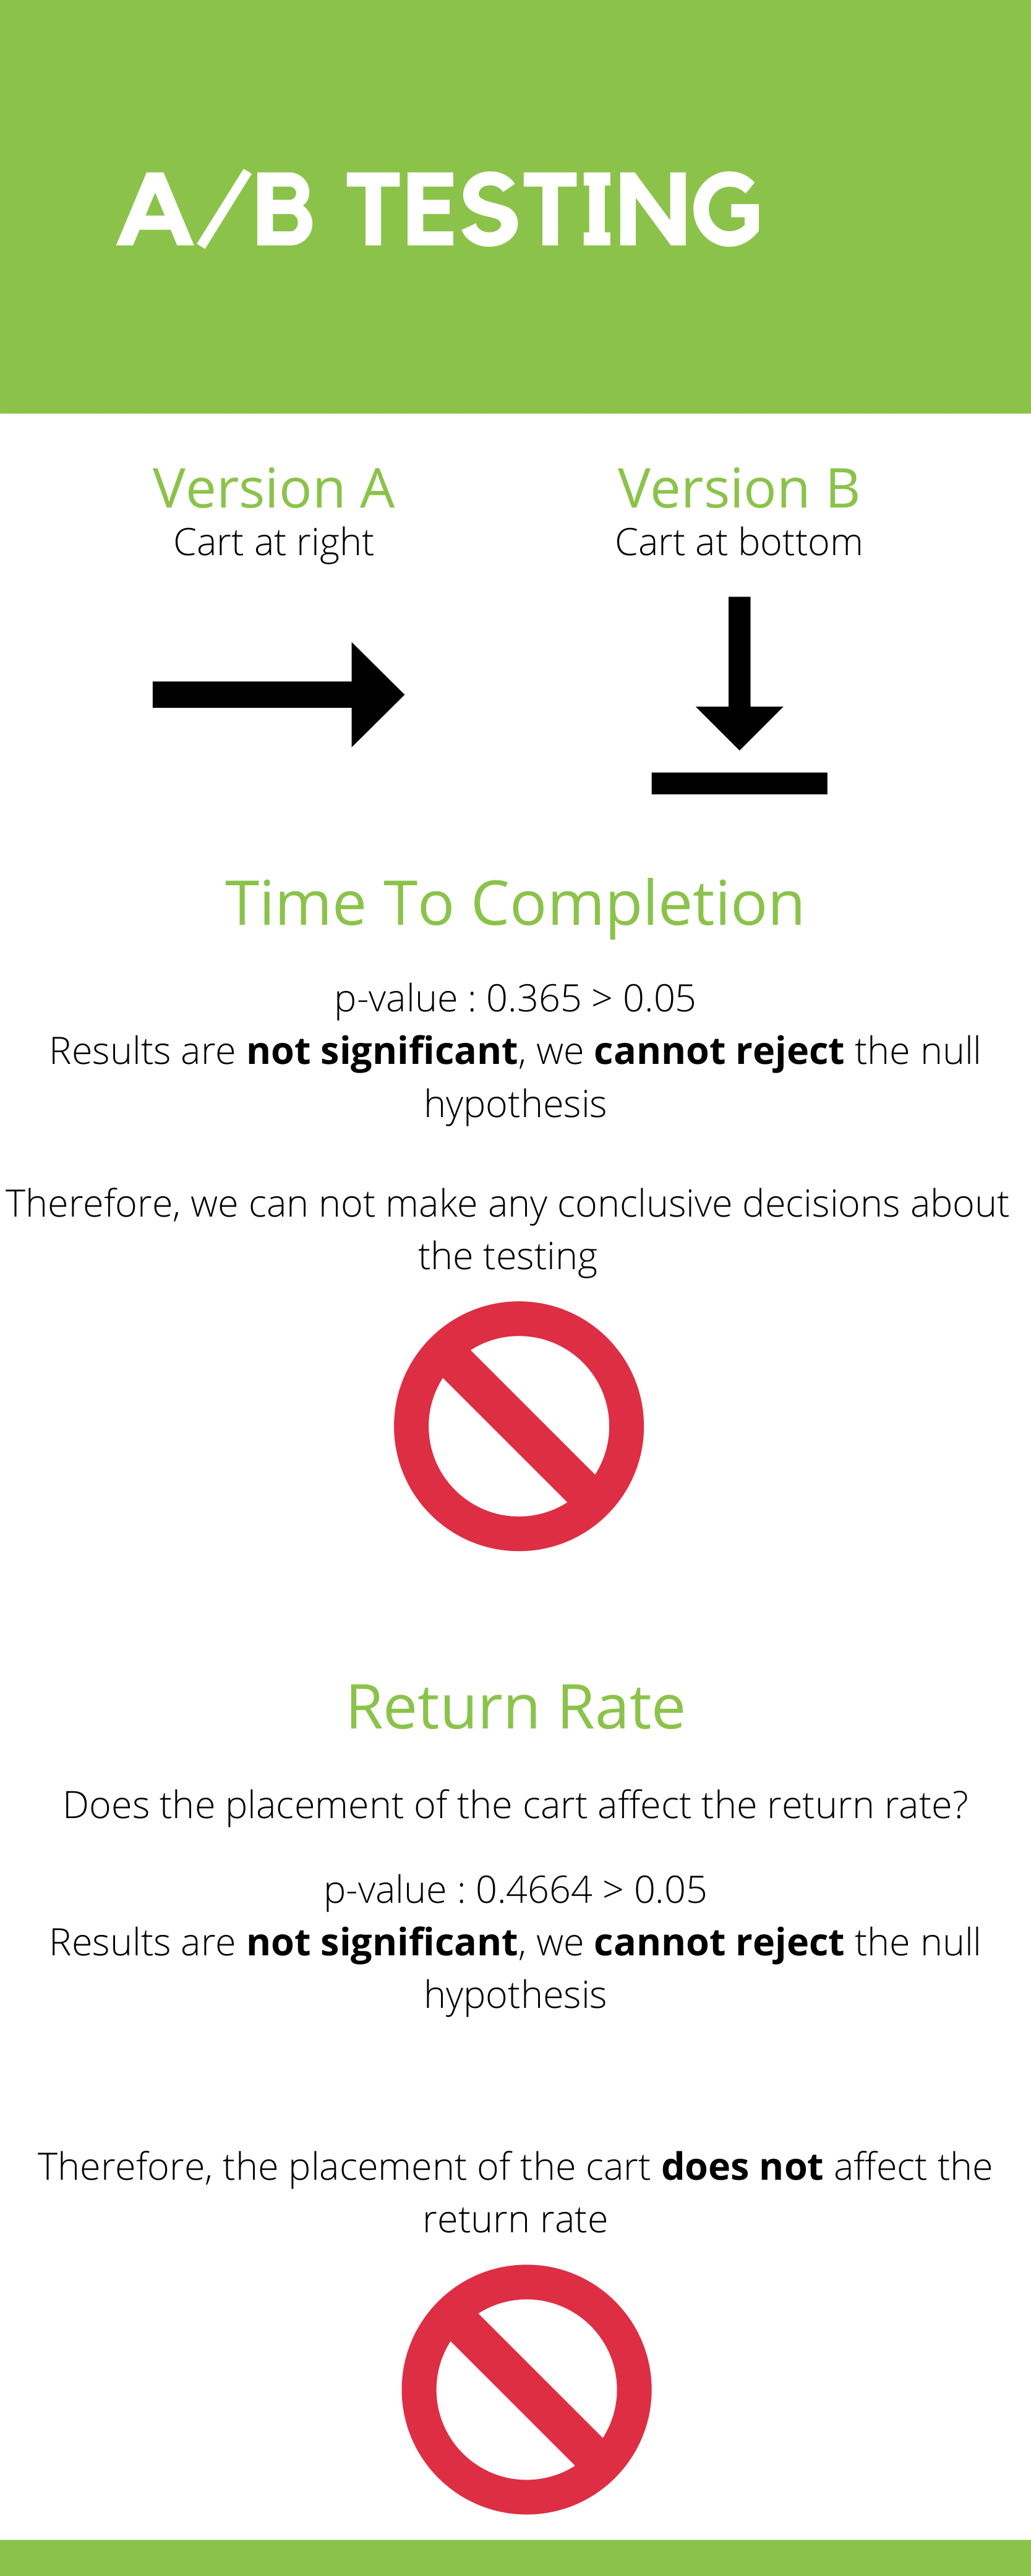 A/B TESTING
Version A
Cart at right
Version B
Cart at bottom
Time To Completion
p-value : 0.365 > 0.05
Results are not significant, we cannot reject the null
hypothesis
Therefore, we can not make any conclusive decisions about
the testing
Return Rate
Does the placement of the cart affect the return rate?
p-value : 0.4664 > 0.05
Results are not significant, we cannot reject the null
hypothesis
Therefore, the placement of the cart does not affect the
return rate